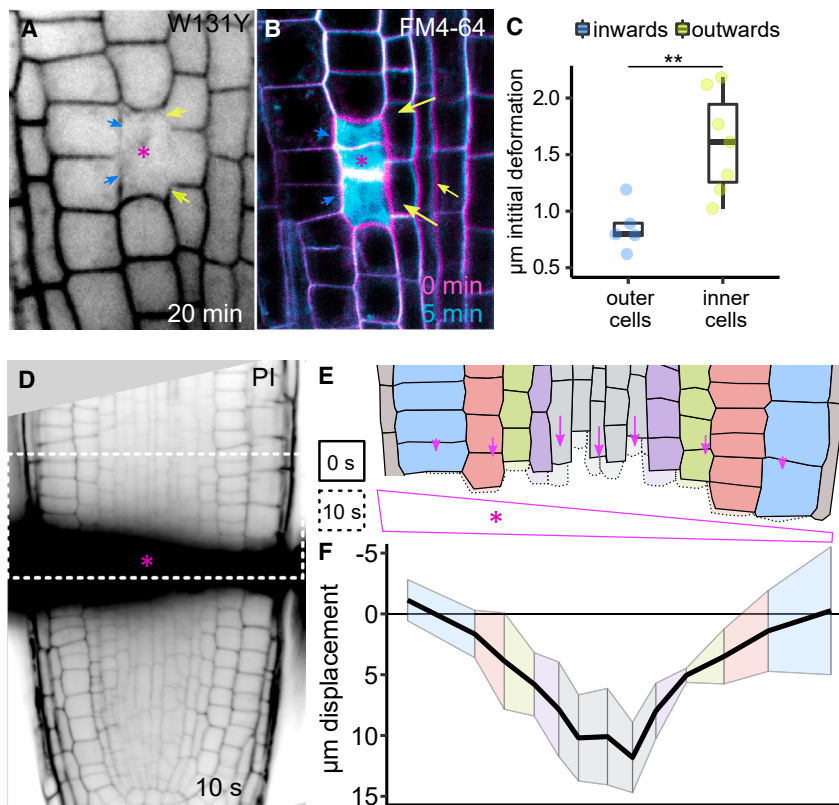 A W131Y
*
20 min
B FM4-64
*
0 min
5 min
C inwards outwards
**
µm intitial deformation
2.0
1.5
1.0
0.5
outer cells
inner cells
D PI
*
10 s
E
0 s
10 s
*
F
µm displacement
-5
0
5
10
15